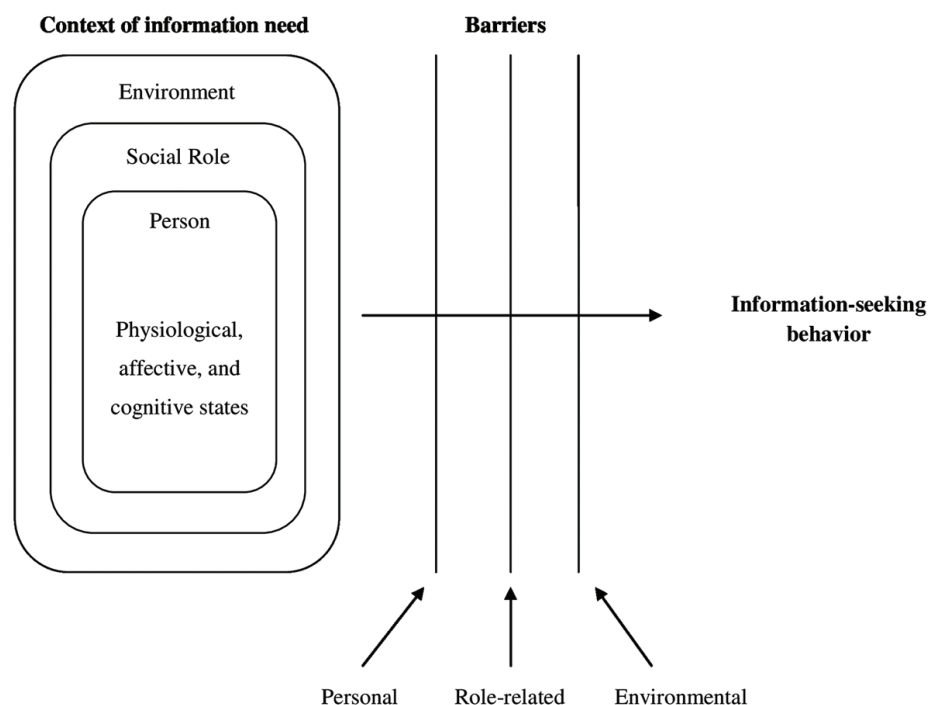 Context of information need
Barriers
Environment
Social Role
Person
Physiological,
affective, and
cognitive states
Information-seeking
behavior
Personal
Role-related
Environmental